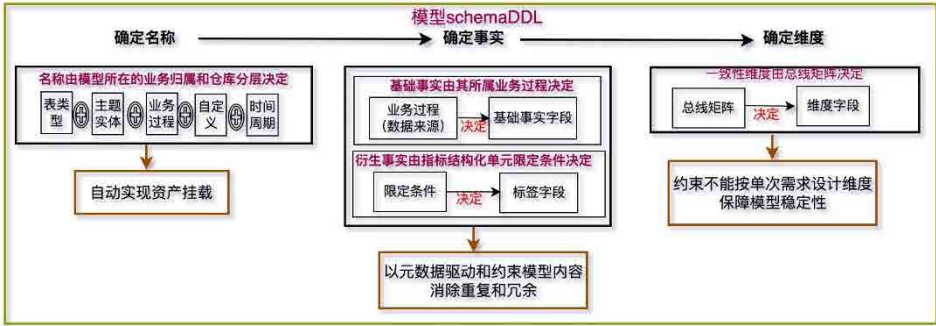 模型schemaDDL
确定名称
确定事实
确定维度
名称由模型所在的业务归属和仓库分层决定
表类
型
主题
实体
业务
过程
自定
义
时间
周期
自动实现资产挂载
基础事实由其所属业务过程决定
业务过程
(数据来源)
决定
基础事实字段
衍生事实由指标结构化单元限定条件决定
限定条件
决定
标签字段
以元数据驱动和约束模型内容
消除重复和冗余
一致性维度由总线矩阵决定
总线矩阵
决定
维度字段
约束不能按单次需求设计维度
保障模型稳定性